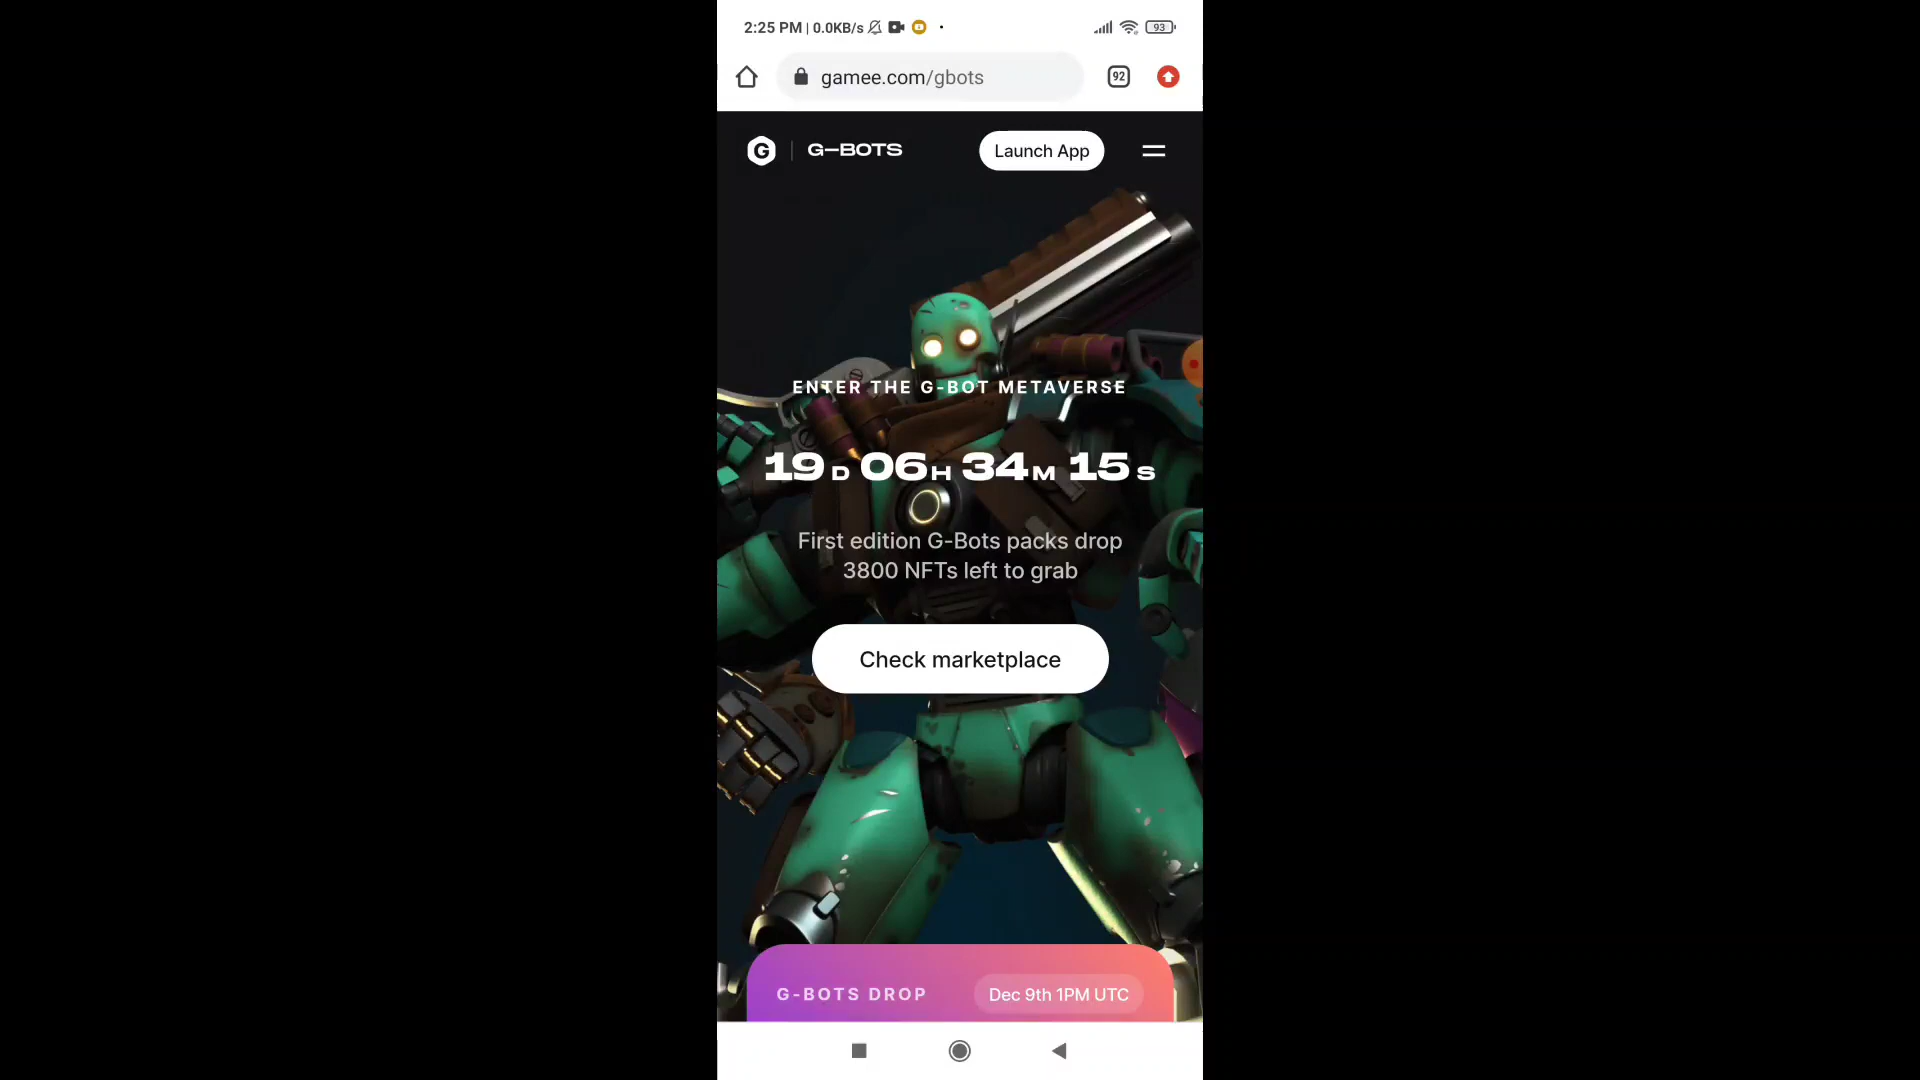 2:25 PM | 0.0KB/s
93
gamee.com/gbots
92
G
G-BOTS
Launch App
ENTER THE G-BOT METAVERSE
19 D 06 H 34 M 15 S
First edition G-Bots packs drop
3800 NFTs left to grab
Check marketplace
G-BOTS DROP
Dec 9th 1PM UTC